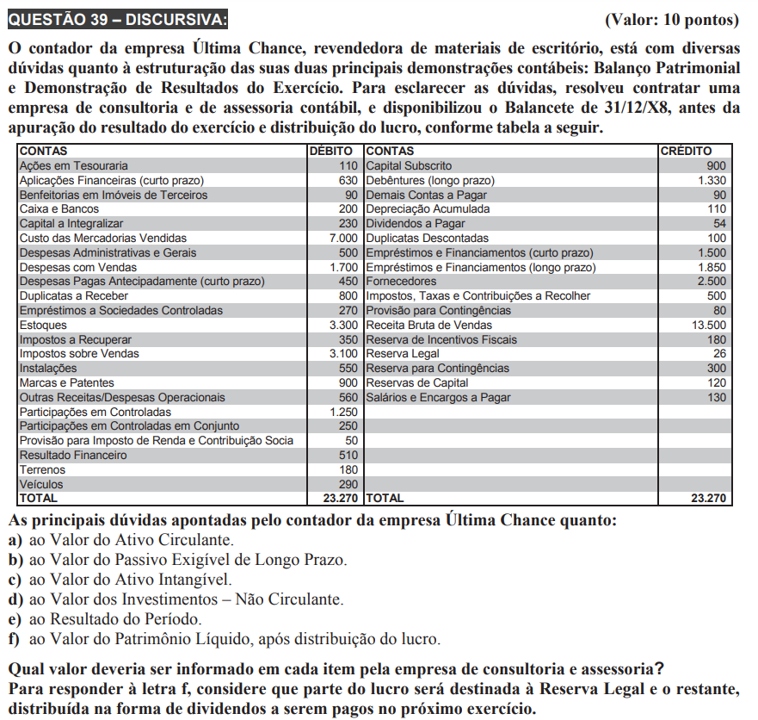 QUESTÃO 39 – DISCURSIVA: (Valor: 10 pontos)
O contador da empresa Última Chance, revendedora de materiais de escritório, está com diversas
dúvidas quanto à estruturação das suas duas principais demonstrações contábeis: Balanço Patrimonial
e Demonstração de Resultados do Exercício. Para esclarecer as dúvidas, resolveu contratar uma
empresa de consultoria e de assessoria contábil, e disponibilizou o Balancete de 31/12/X8, antes da
apuração do resultado do exercício e distribuição do lucro, conforme tabela a seguir.
CONTAS DÉBITO CONTAS CRÉDITO
Ações em Tesouraria 110 Capital Subscrito 900
Aplicações Financeiras (curto prazo) 630 Debêntures (longo prazo) 1.330
Benfeitorias em Imóveis de Terceiros 90 Demais Contas a Pagar 90
Caixa e Bancos 200 Depreciação Acumulada 110
Capital a Integralizar 230 Dividendos a Pagar 54
Custo das Mercadorias Vendidas 7.000 Duplicatas Descontadas 100
Despesas Administrativas e Gerais 500 Empréstimos e Financiamentos (curto prazo) 1.500
Despesas com Vendas 1.700 Empréstimos e Financiamentos (longo prazo) 1.850
Despesas Pagas Antecipadamente (curto prazo) 450 Fornecedores 2.500
Duplicatas a Receber 800 Impostos, Taxas e Contribuições a Recolher 500
Empréstimos a Sociedades Controladas 270 Provisão para Contingências 80
Estoques 3.300 Receita Bruta de Vendas 13.500
Impostos a Recuperar 350 Reserva de Incentivos Fiscais 180
Impostos sobre Vendas 3.100 Reserva Legal 26
Instalações 550 Reserva para Contingências 300
Marcas e Patentes 900 Reservas de Capital 120
Outras Receitas/Despesas Operacionais 560 Salários e Encargos a Pagar 130
Participações em Controladas 1.250
Participações em Controladas em Conjunto 250
Provisão para Imposto de Renda e Contribuição Socia 50
Resultado Financeiro 510
Terrenos 180
Veículos 290
TOTAL 23.270 TOTAL 23.270
As principais dúvidas apontadas pelo contador da empresa Última Chance quanto:
a) ao Valor do Ativo Circulante.
b) ao Valor do Passivo Exigível de Longo Prazo.
c) ao Valor do Ativo Intangível.
d) ao Valor dos Investimentos – Não Circulante.
e) ao Resultado do Período.
f) ao Valor do Patrimônio Líquido, após distribuição do lucro.
Qual valor deveria ser informado em cada item pela empresa de consultoria e assessoria?
Para responder à letra f, considere que parte do lucro será destinada à Reserva Legal e o restante,
distribuída na forma de dividendos a serem pagos no próximo exercício.